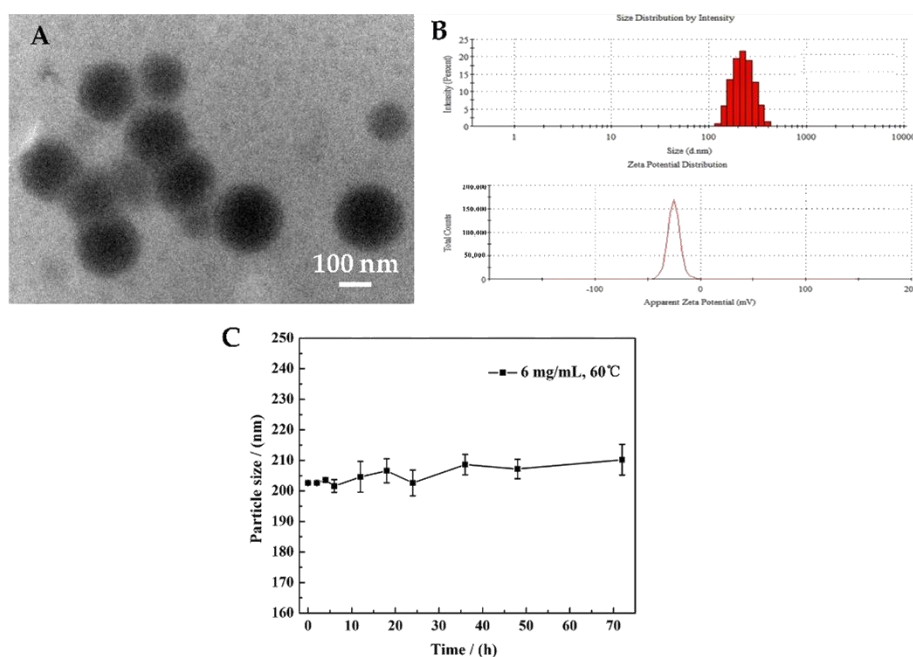 A
100 nm
B
Size Distribution by Intensity
Intensity (Percent)
25
20
15
10
5
0
1
10
100
1000
10000
Size (d.nm)
Zeta Potential Distribution
Total Counts
200,000
150,000
100,000
50,000
0
-100
0
100
200
Apparent Zeta Potential (mV)
C
Particle size / (nm)
250
240
230
220
210
200
190
180
170
160
6 mg/mL, 60℃
0
10
20
30
40
50
60
70
Time / (h)